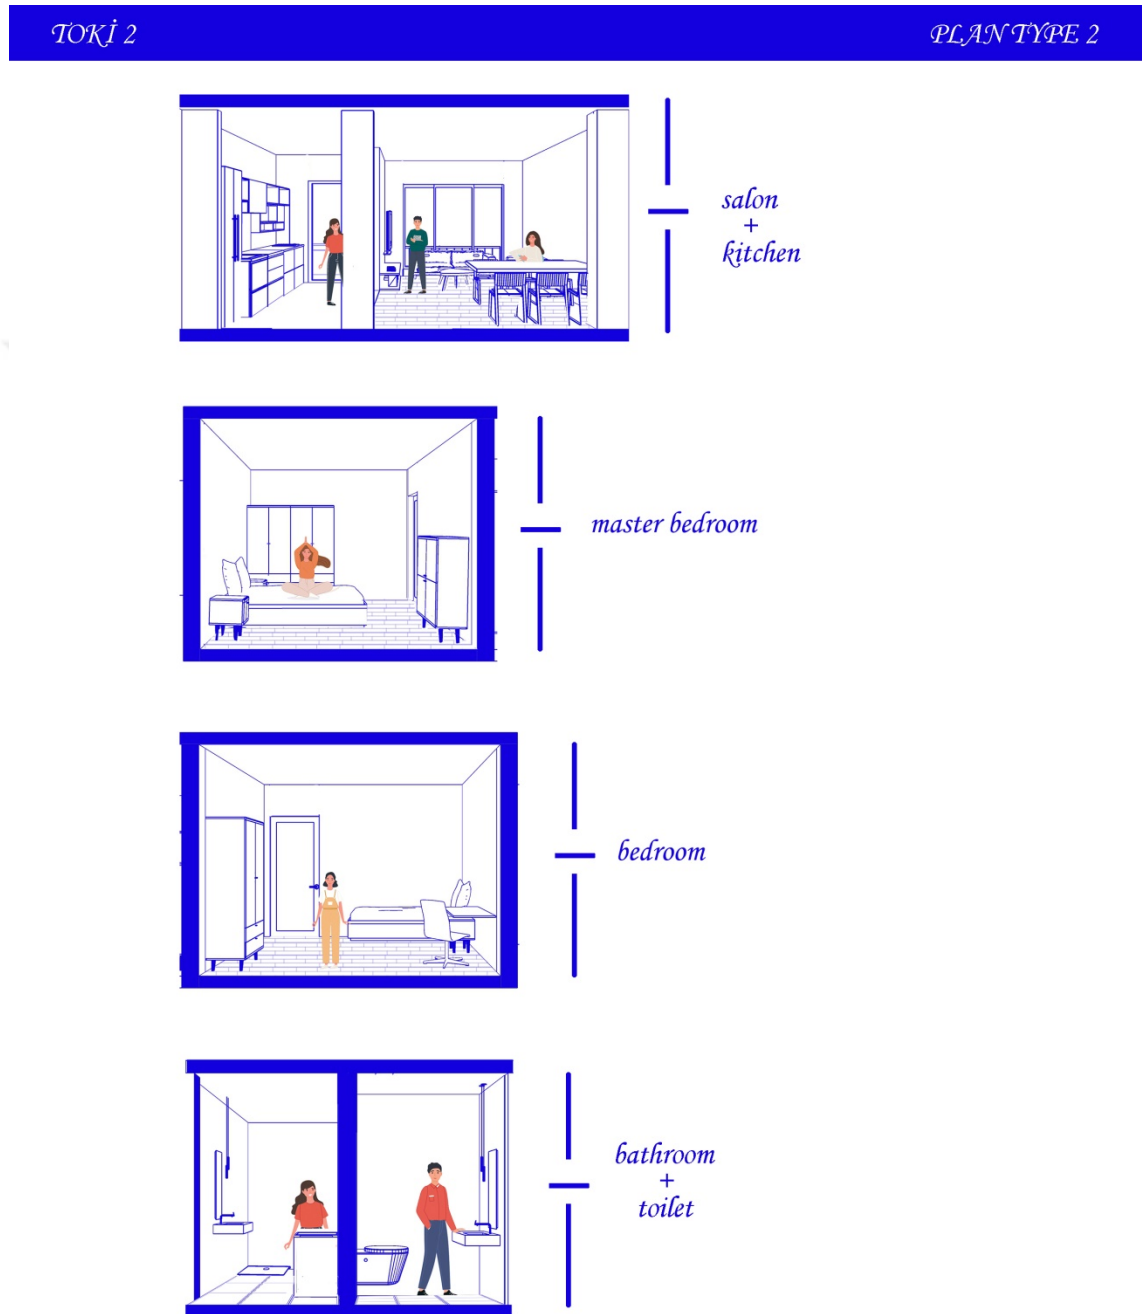 TOKİ 2
PLAN TYPE 2
salon
+
kitchen
master bedroom
bedroom
bathroom
+
toilet